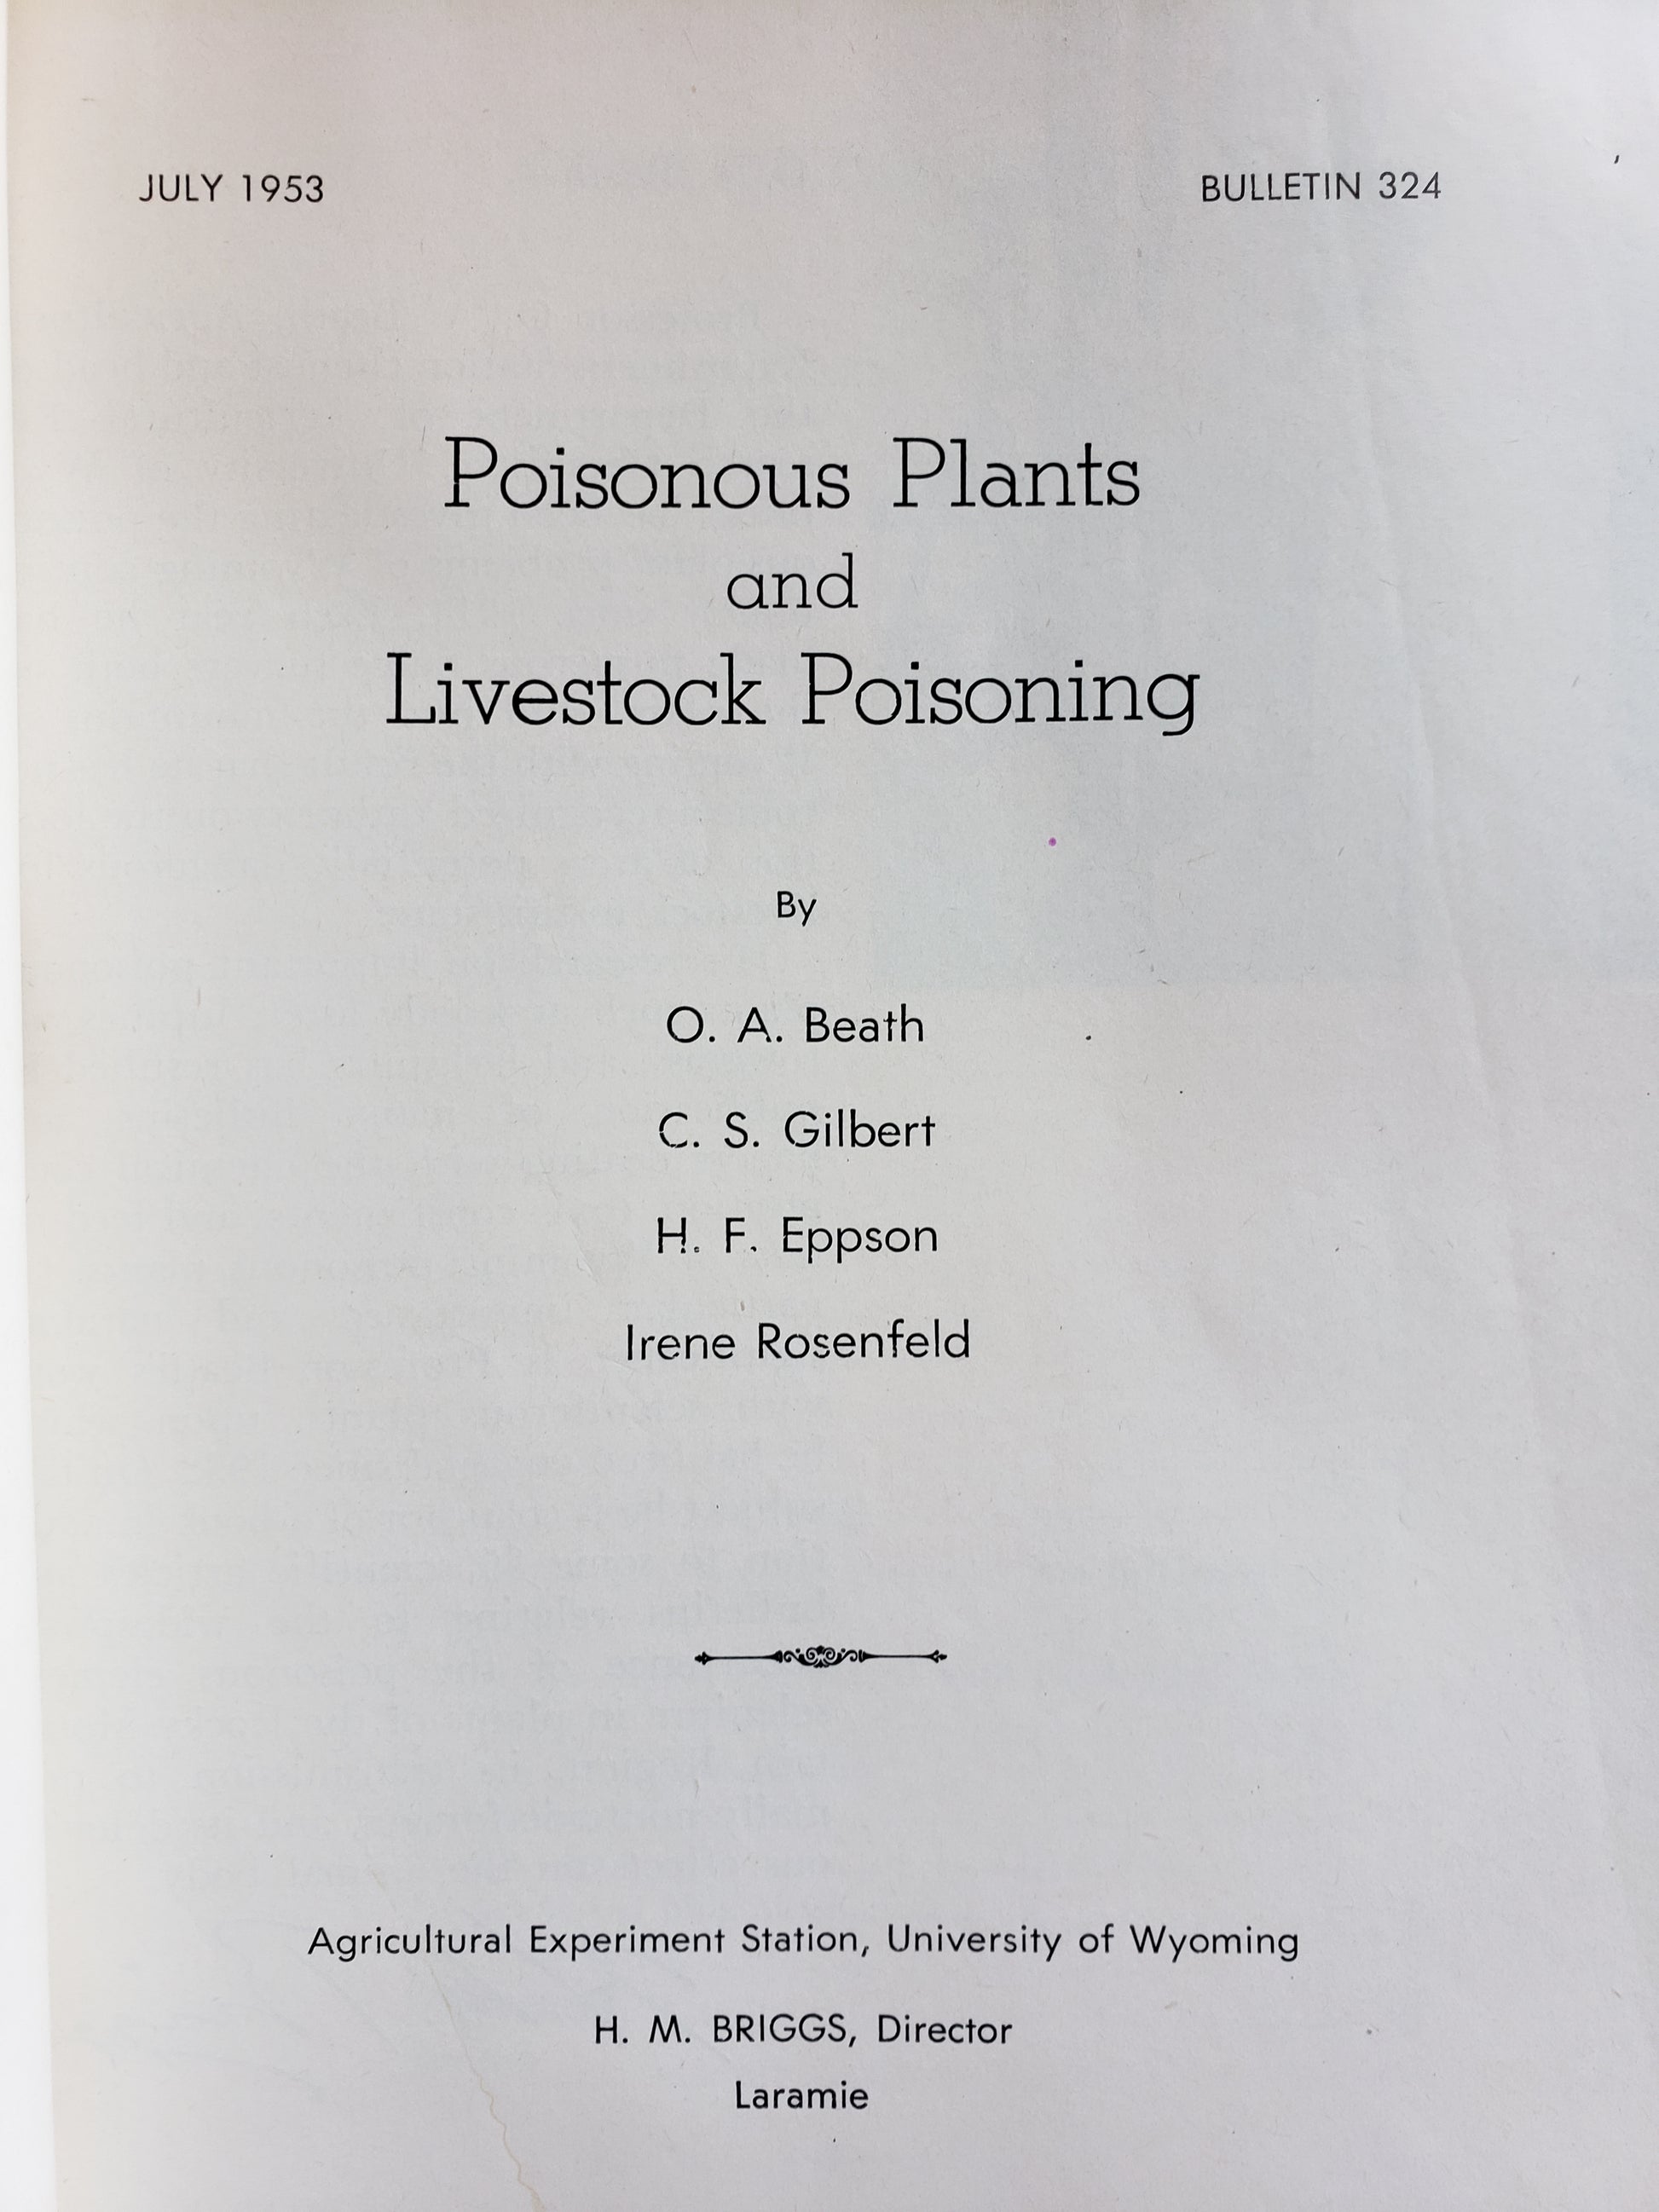 JULY 1953 BULLETIN 324
Poisonous Plants
and
Livestock Poisoning
By
O. A. Beath
C. S. Gilbert
H. F. Eppson
Irene Rosenfeld
Agricultural Experiment Station, University of Wyoming
H. M. BRIGGS, Director
Laramie